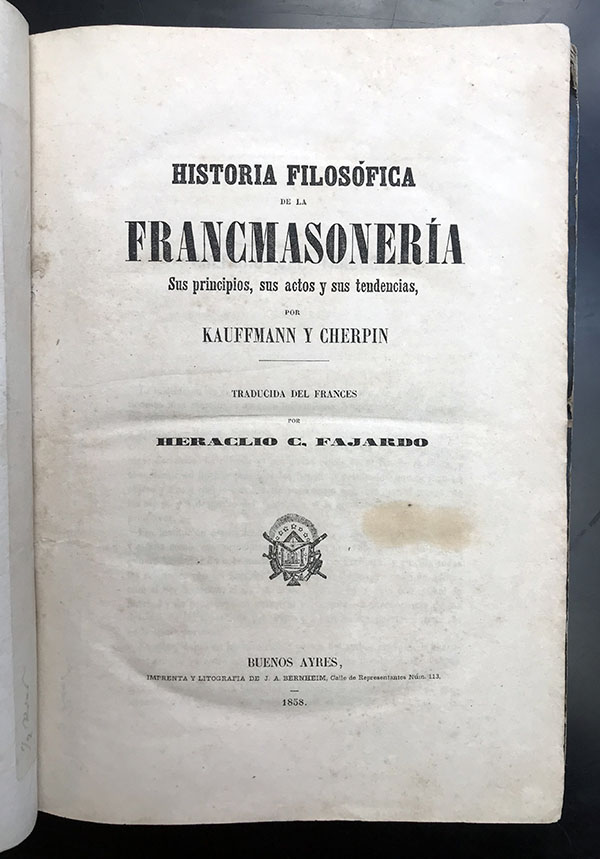 HISTORIA FILOSÓFICA
DE LA
FRANCMASONERÍA
Sus principios, sus actos y sus tendencias,
POR
KAUFFMANN Y CHERPIN
TRADUCIDA DEL FRANCES
POR
HERACLIO C. FAJARDO
BUENOS AYRES,
IMPRENTA Y LITOGRAFIA DE J. A. BERNHEIM, Calle de Representantes Núm. 113.
1858.